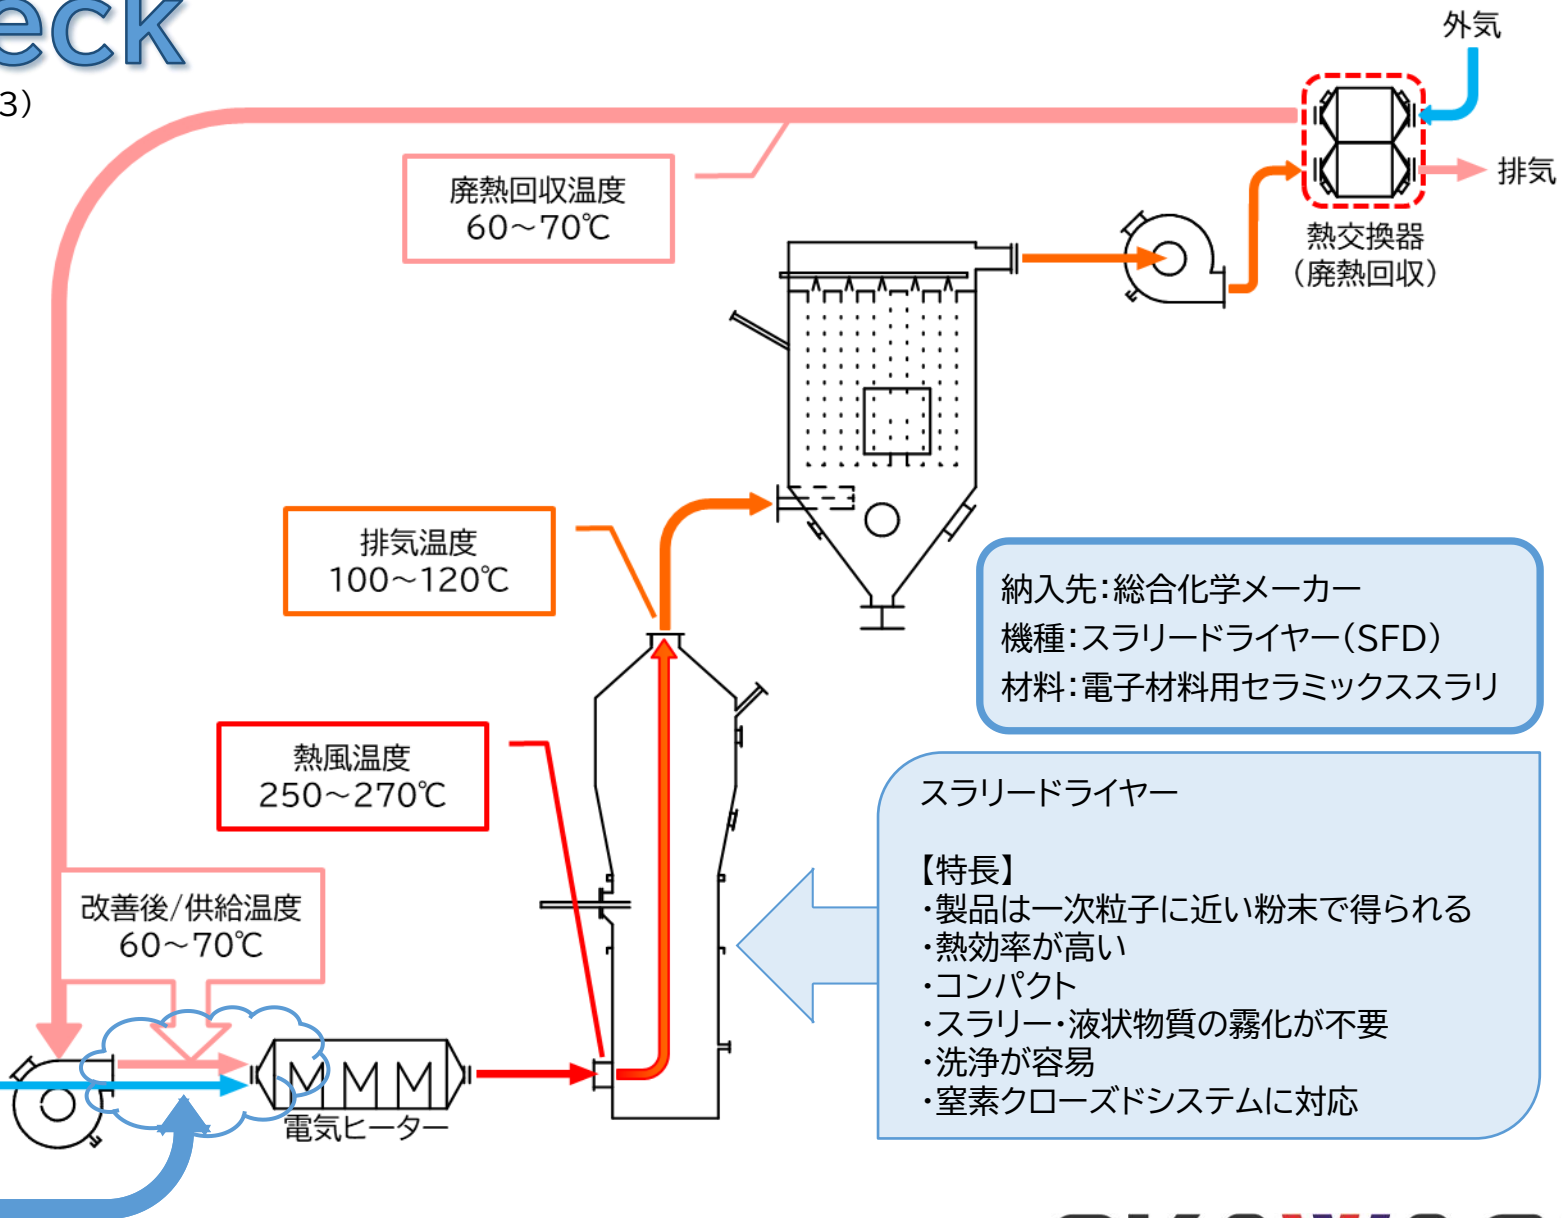 eck
3）
外気
排気
熱交換器
（廃熱回収）
廃熱回収温度
60～70℃
排気温度
100～120℃
納入先：総合化学メーカー
機種：スラリードライヤー（SFD）
材料：電子材料用セラミックススラリ
熱風温度
250～270℃
スラリードライヤー
【特長】
・製品は一次粒子に近い粉末で得られる
・熱効率が高い
・コンパクト
・スラリー・液状物質の霧化が不要
・洗浄が容易
・窒素クローズドシステムに対応
改善後/供給温度
60～70℃
電気ヒーター